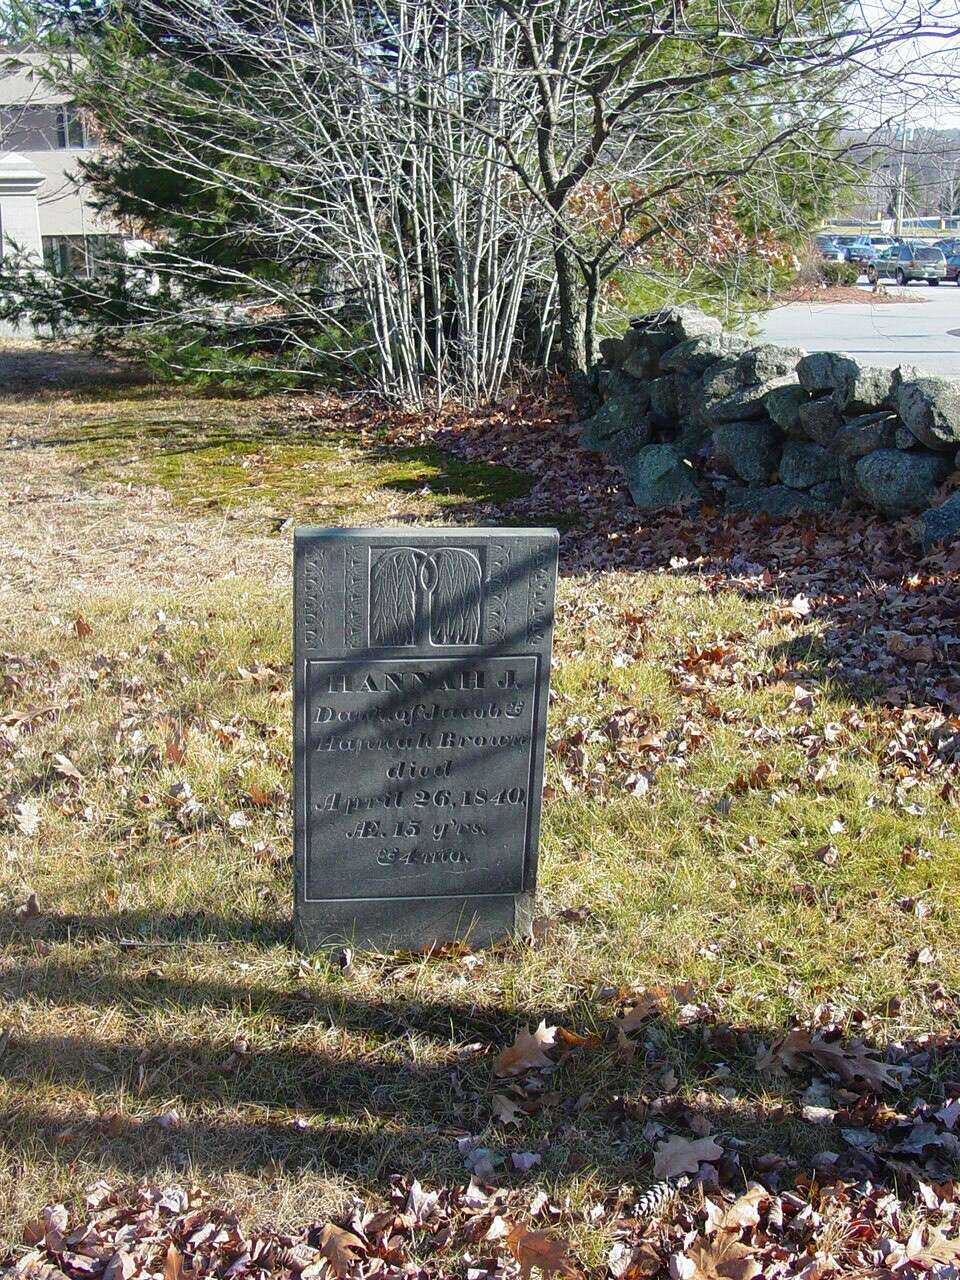 HANNAH J.
Dau. of Jacob &
Hannah Brown
died
April 26, 1840,
Æ. 15 y'rs.
& 4 mo.